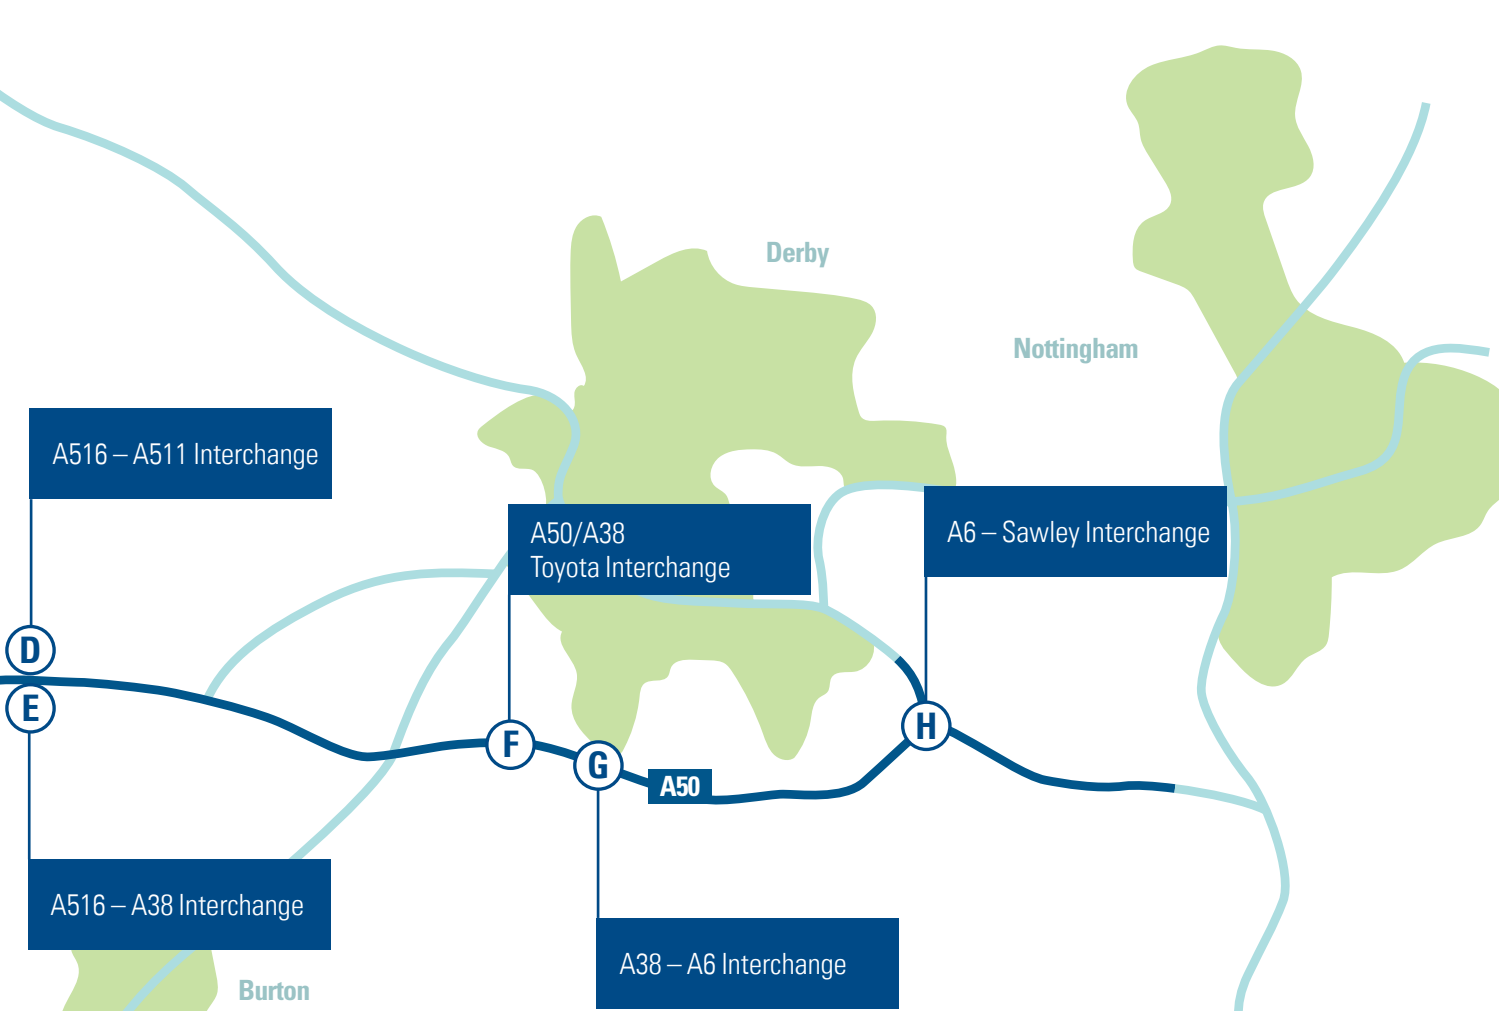 Derby
Nottingham
A516 – A511 Interchange
A50/A38
Toyota Interchange
A6 – Sawley Interchange
D
E
F
G
H
A50
A516 – A38 Interchange
A38 – A6 Interchange
Burton